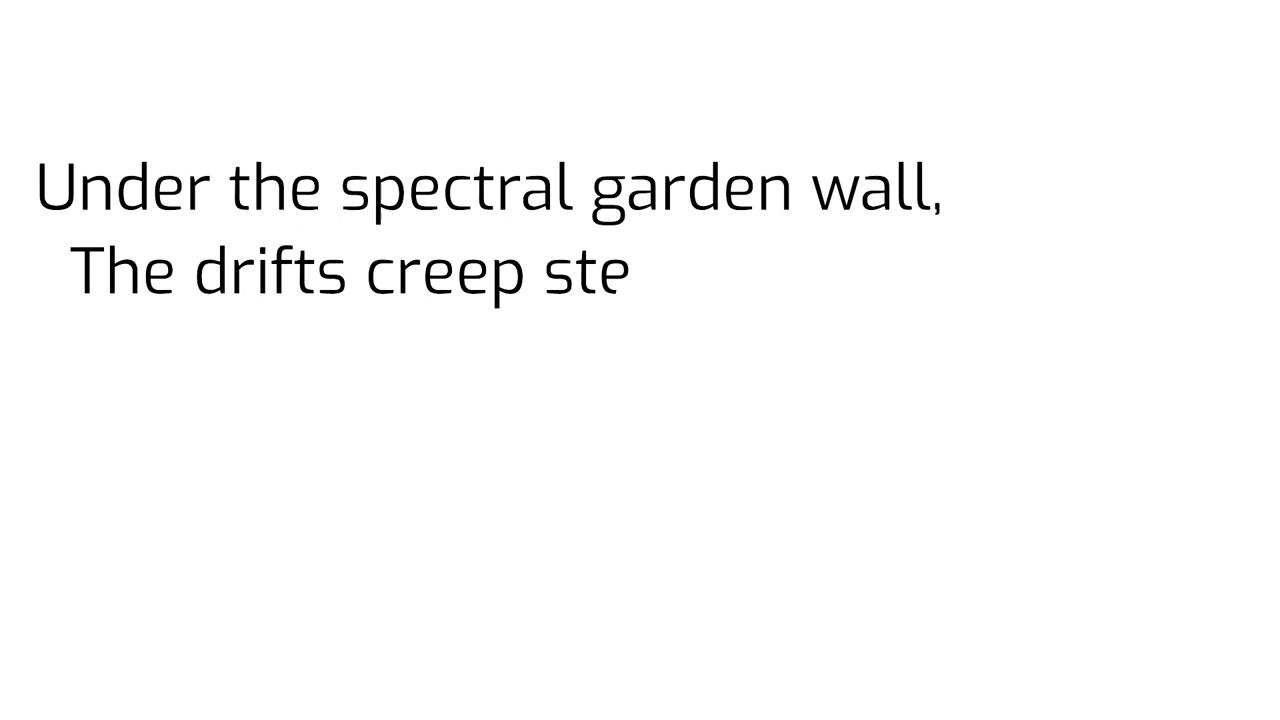 Under the spectral garden wall,
The drifts creep ste